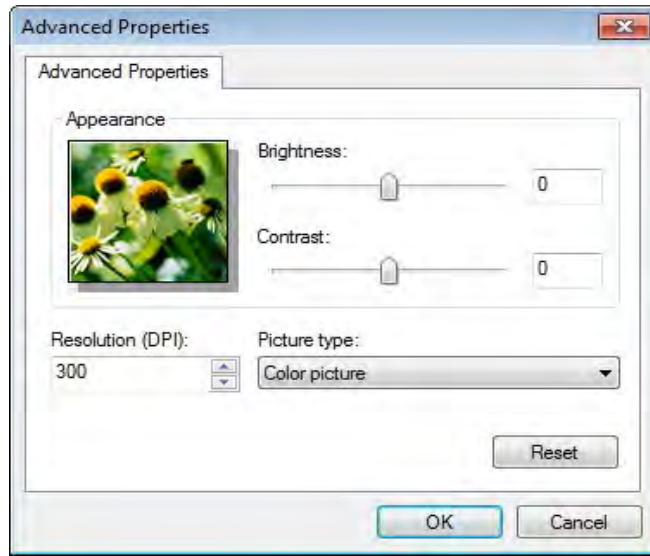 Advanced Properties
Advanced Properties
Appearance
Brightness:
0
Contrast:
0
Resolution (DPI):
300
Picture type:
Color picture
Reset
OK
Cancel